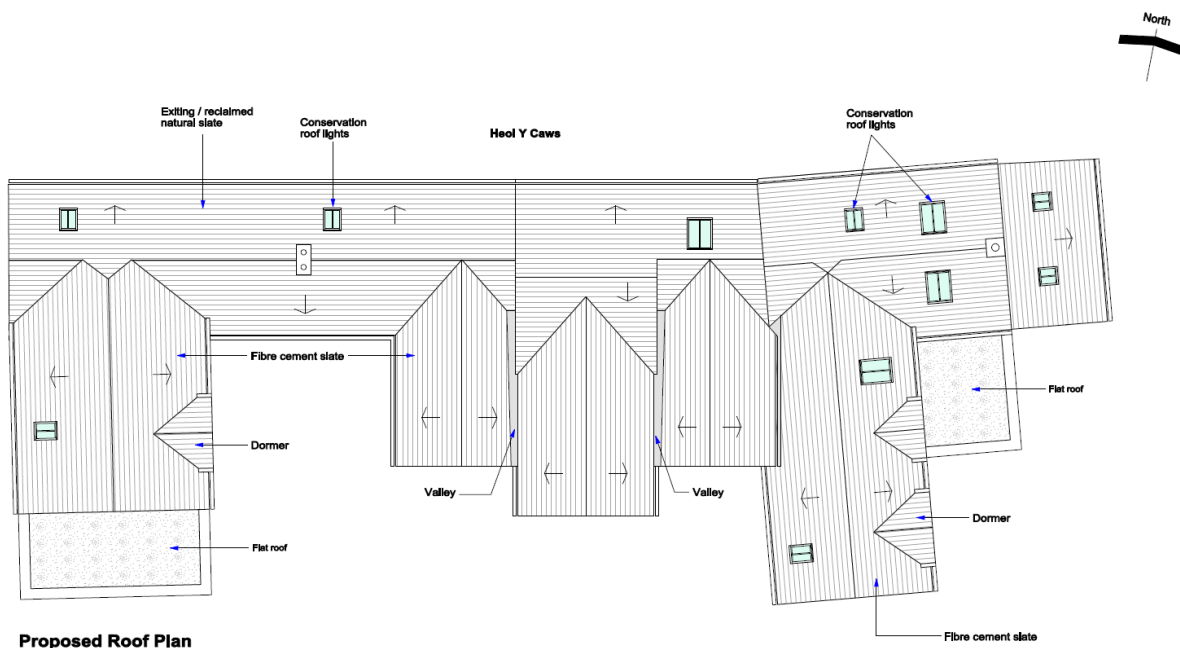 North
Exiting / reclaimed
natural slate
Conservation
roof lights
Heol Y Caws
Conservation
roof lights
Fibre cement slate
Flat roof
Dormer
Valley
Valley
Dormer
Flat roof
Fibre cement slate
Proposed Roof Plan